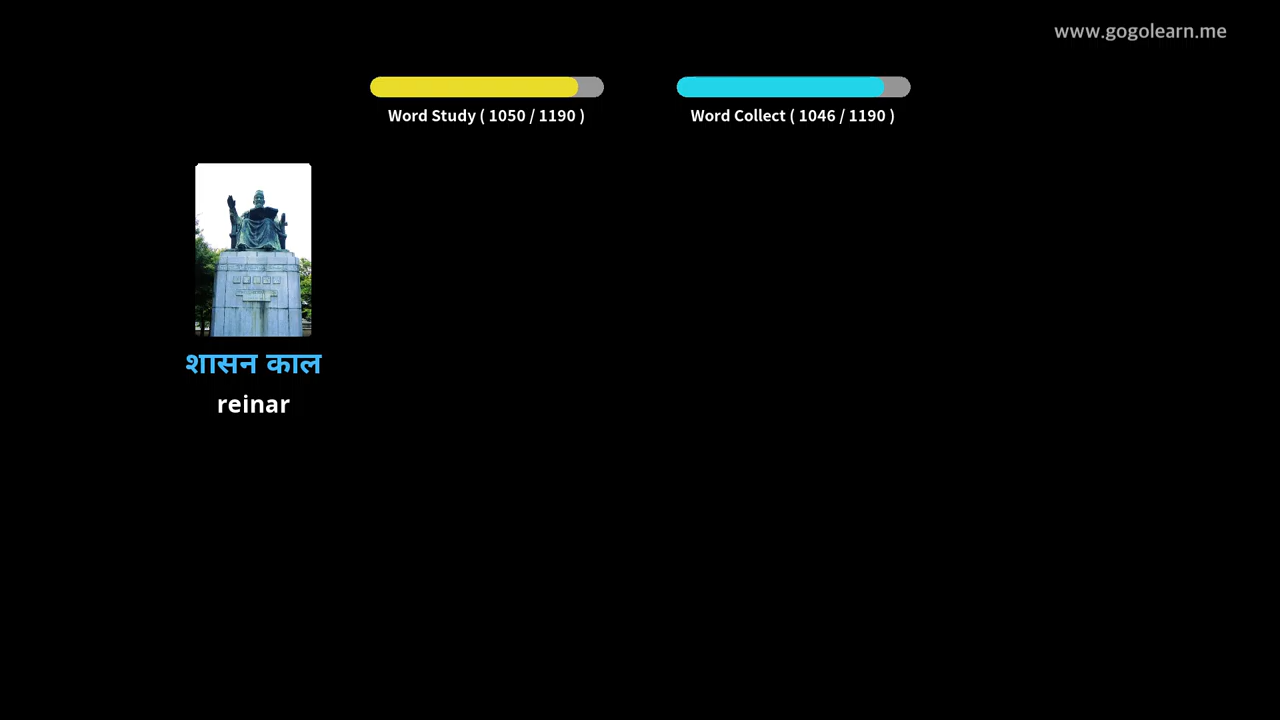 www.gogolearn.me
Word Study ( 1050 / 1190 )
Word Collect ( 1046 / 1190 )
शासन काल
reinar